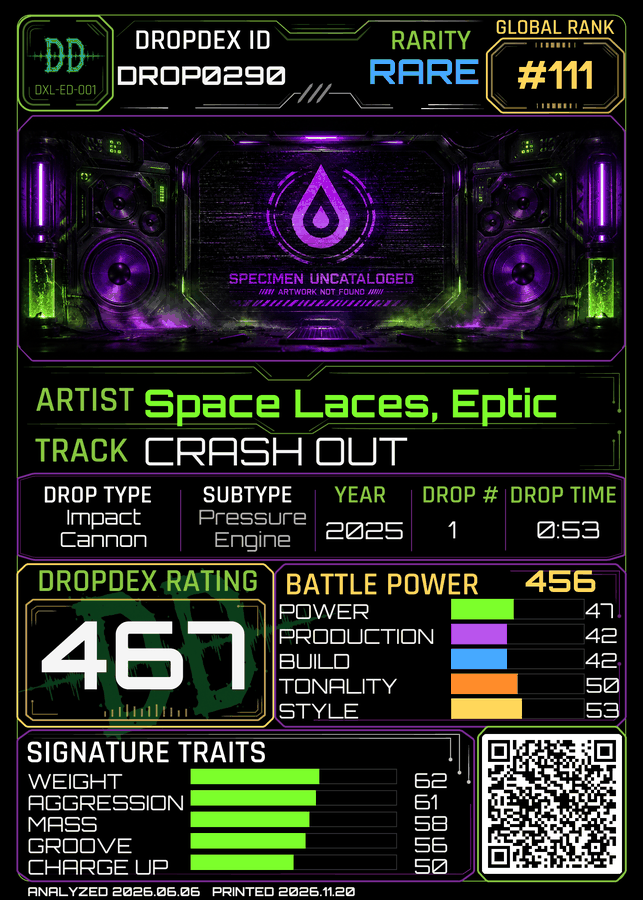 DD
DXL-ED-001
DROPDEX ID
DROP0290
RARITY
RARE
GLOBAL RANK
#111
SPECIMEN UNCATALOGED
ARTWORK NOT FOUND
ARTIST Space Laces, Eptic
TRACK CRASH OUT
DROP TYPE
Impact
Cannon
SUBTYPE
Pressure
Engine
YEAR
2025
DROP #
1
DROP TIME
0:53
DROPDEX RATING
467
BATTLE POWER 456
POWER 47
PRODUCTION 42
BUILD 42
TONALITY 50
STYLE 53
SIGNATURE TRAITS
WEIGHT 62
AGGRESSION 61
MASS 58
GROOVE 56
CHARGE UP 50
ANALYZED 2026.06.06 PRINTED 2026.11.20